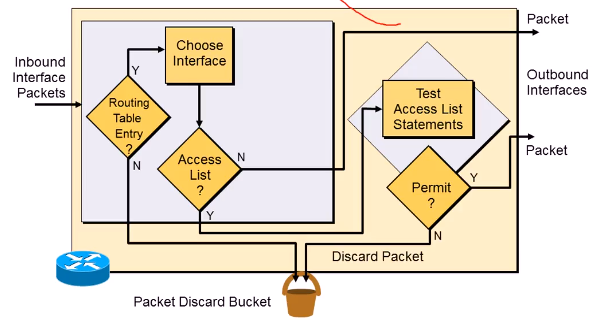 Packet
Choose
Interface
Inbound
Interface
Packets
Y
Routing
Table
Entry
?
N
Access
List
?
N
Y
Test
Access List
Statements
Outbound
Interfaces
Packet
Permit
?
Y
N
Discard Packet
Packet Discard Bucket